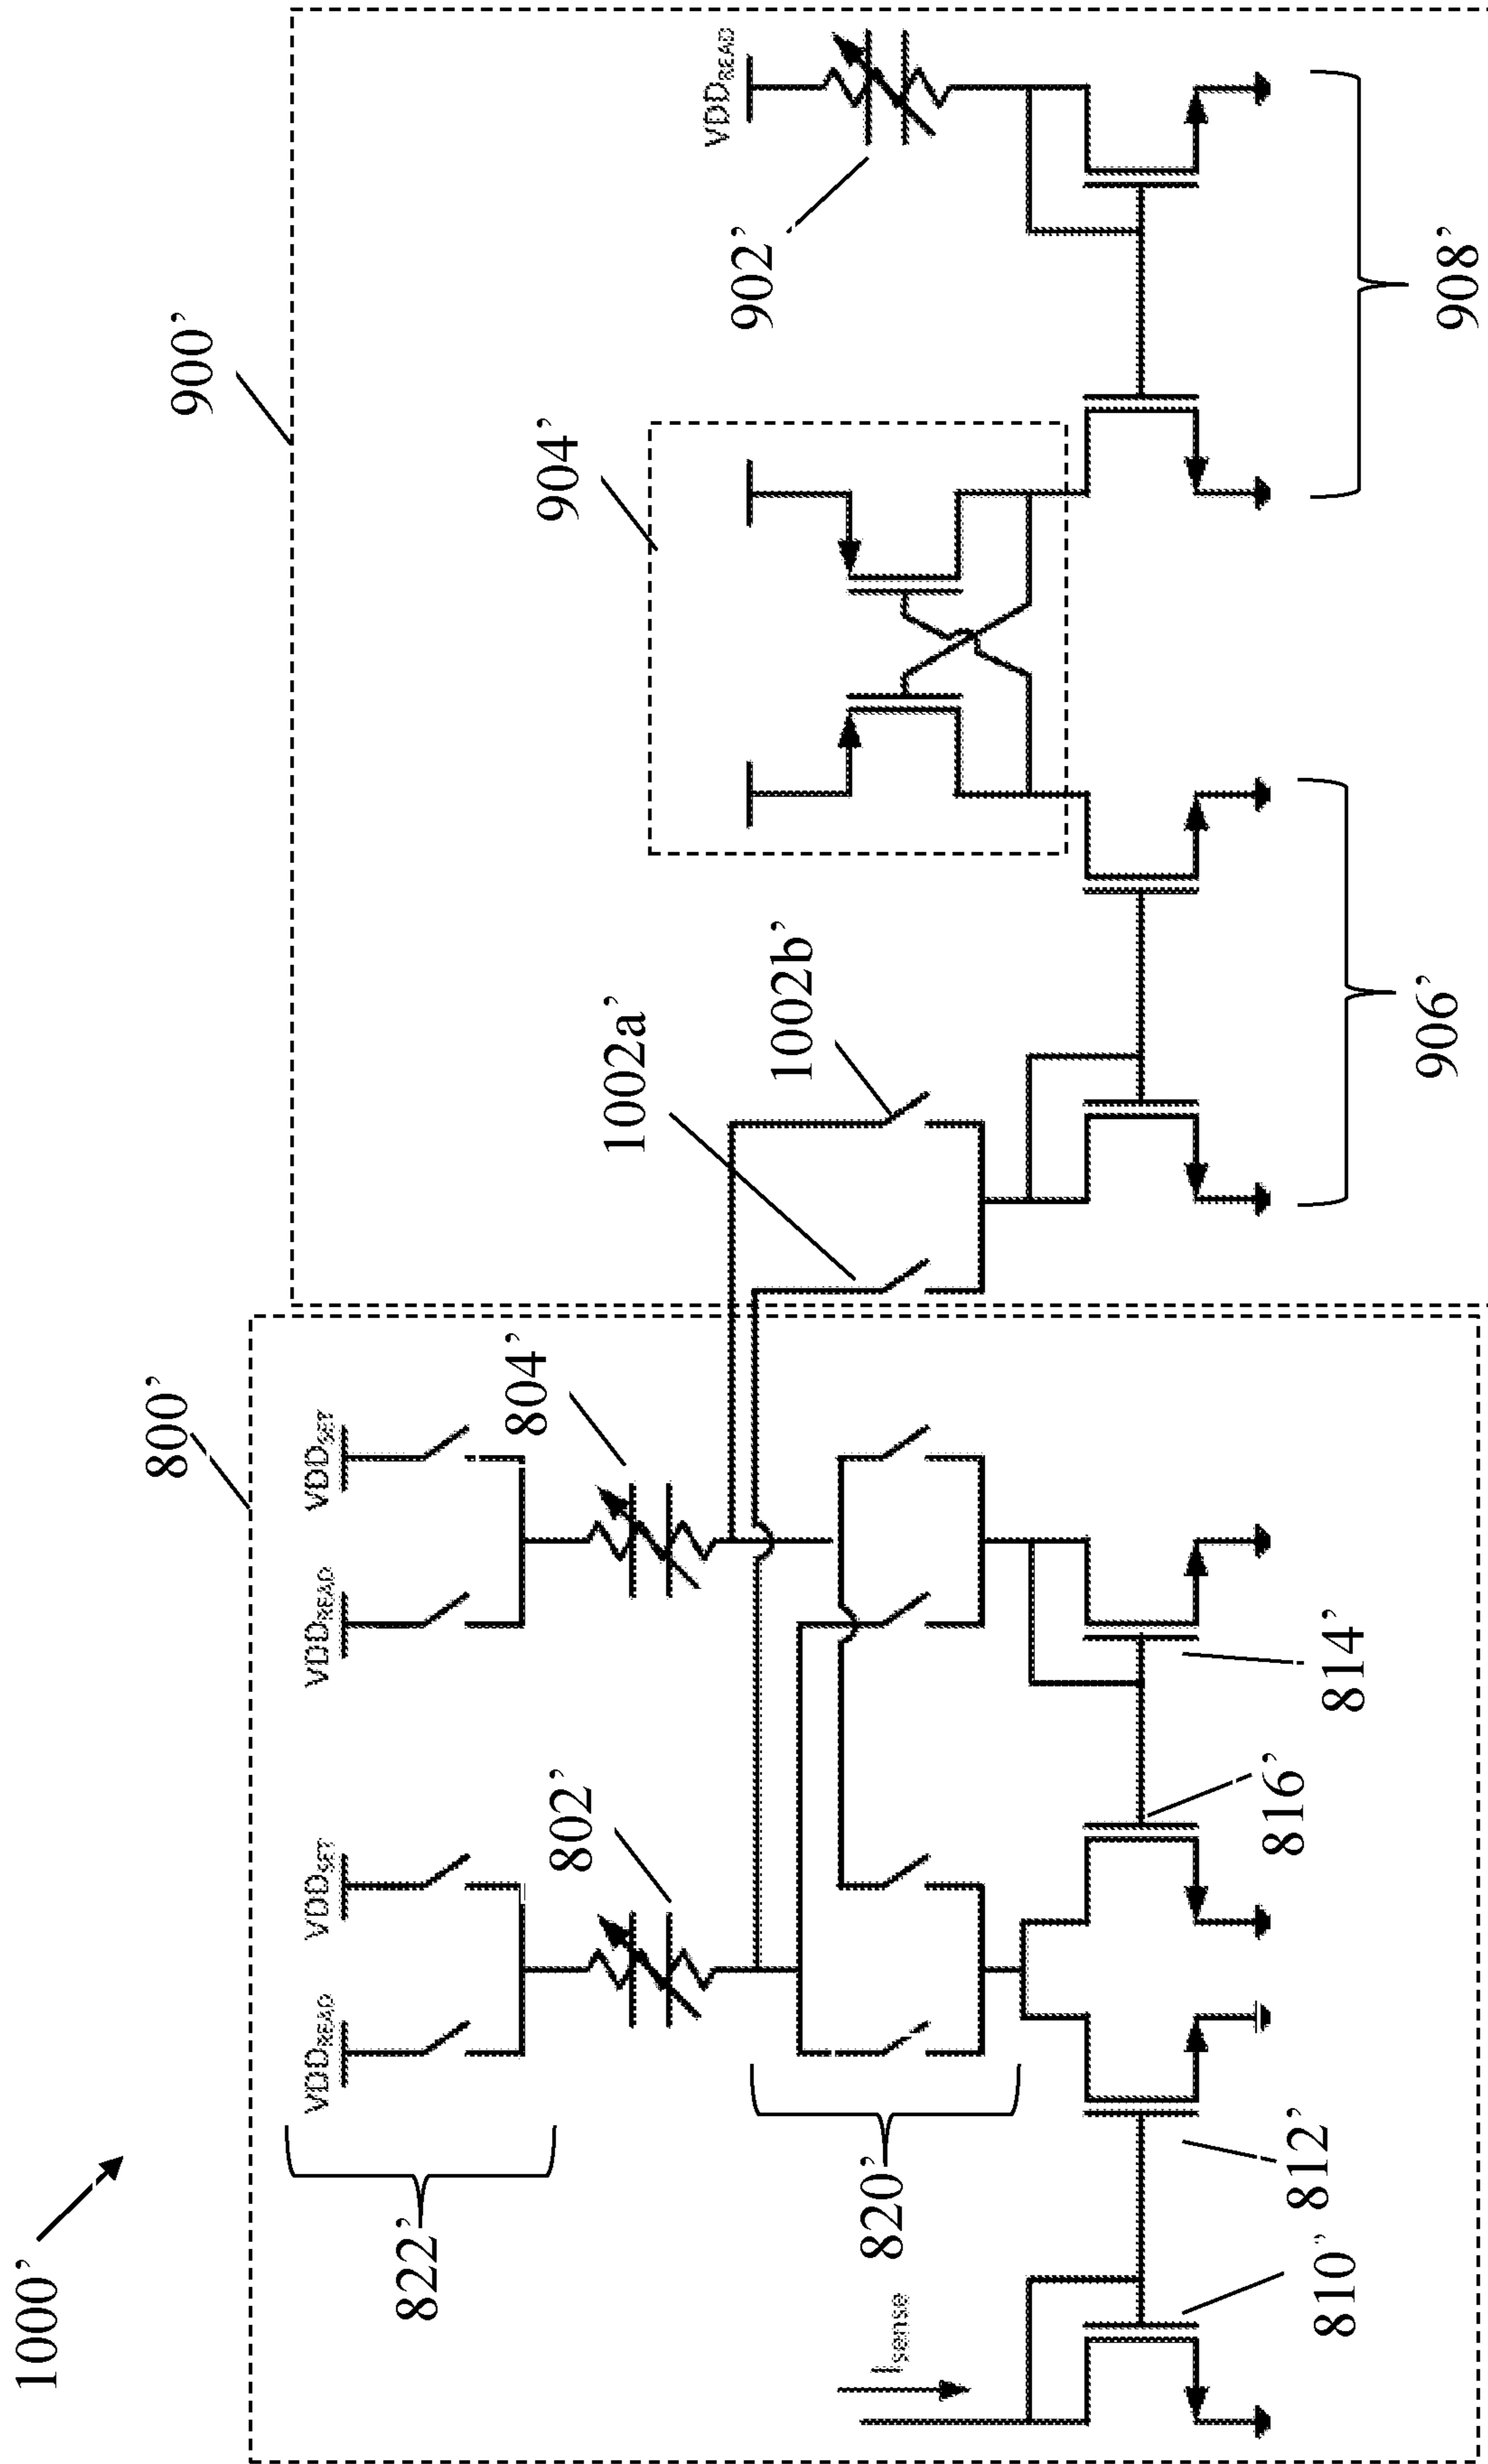 1000’
800’
900’
822’
VDD_READ
VDD_SET
VDD_READ
VDD_SET
802’
804’
1002a’
1002b’
904’
902’
VDD_READ
820’
I_sense
810’
812’
816’
814’
906’
908’